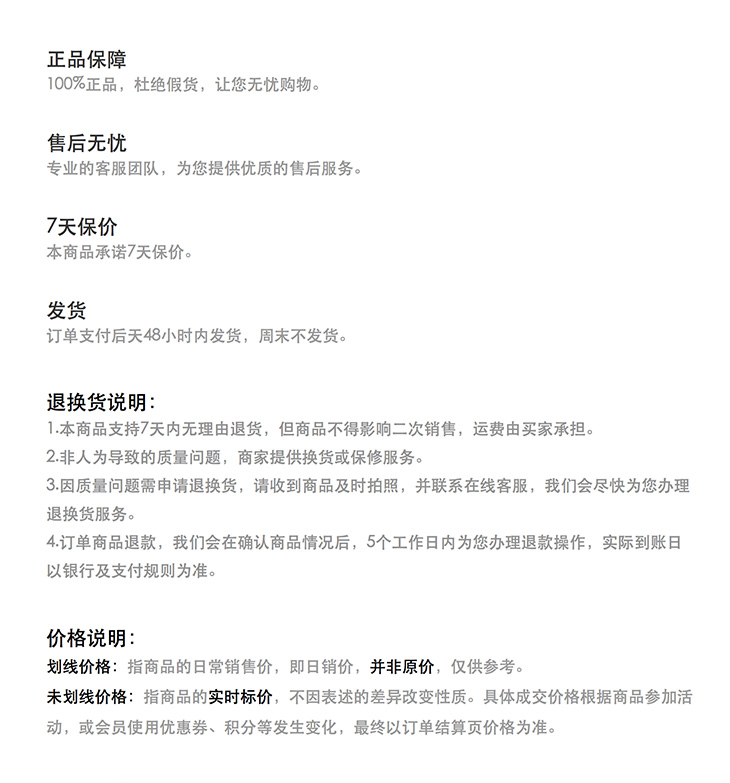 正品保障
100%正品，杜绝假货，让您无忧购物。
售后无忧
专业的客服团队，为您提供优质的售后服务。
7天保价
本商品承诺7天保价。
发货
订单支付后天48小时内发货，周末不发货。
退换货说明：
1.本商品支持7天内无理由退货，但商品不得影响二次销售，运费由买家承担。
2.非人为导致的质量问题，商家提供换货或保修服务。
3.因质量问题需申请退换货，请收到商品及时拍照，并联系在线客服，我们会尽快为您办理
退换货服务。
4.订单商品退款，我们会在确认商品情况后，5个工作日内为您办理退款操作，实际到账日
以银行及支付规则为准。
价格说明：
划线价格：指商品的日常销售价，即日销价，并非原价，仅供参考。
未划线价格：指商品的实时标价，不因表述的差异改变性质。具体成交价格根据商品参加活
动，或会员使用优惠券、积分等发生变化，最终以订单结算页价格为准。